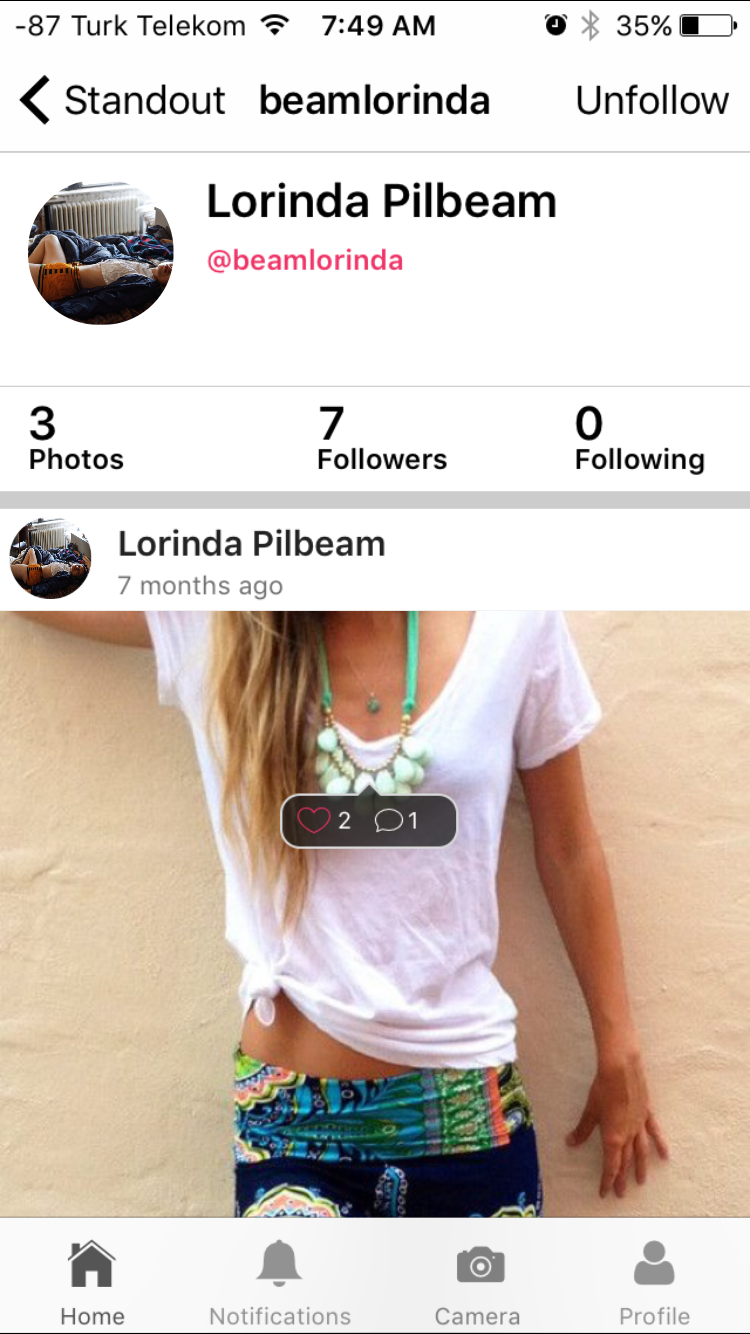 -87 Turk Telekom 7:49 AM 35%
Standout beamlorinda Unfollow
Lorinda Pilbeam
@beamlorinda
3 7 0
Photos Followers Following
Lorinda Pilbeam
7 months ago
2 1
Home Notifications Camera Profile